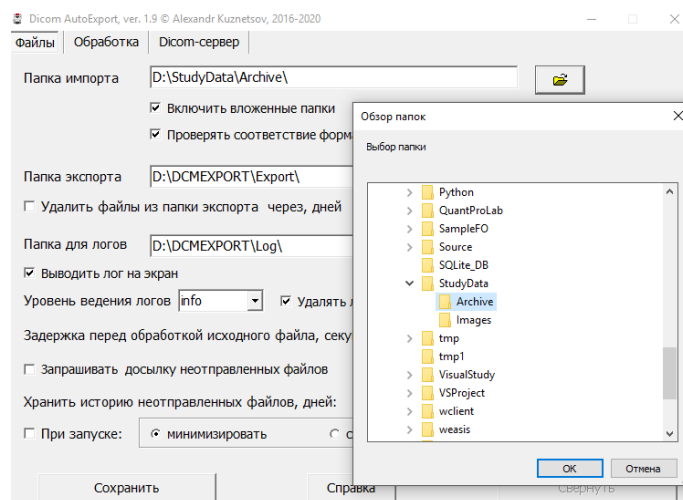 Dicom AutoExport, ver. 1.9 © Alexandr Kuznetsov, 2016-2020
Файлы Обработка Dicom-сервер
Папка импорта D:\StudyData\Archive\
Включить вложенные папки
Проверять соответствие
Папка экспорта D:\DCMEXPORT\Export\
Удалить файлы из папки экспорта через, дней
Папка для логов D:\DCMEXPORT\Log\
Выводить лог на экран
Уровень ведения логов info Удалять
Задержка перед обработкой исходного файла,
Запрашивать досылку неотправленных файлов
Хранить историю неотправленных файлов, дней:
При запуске: минимизировать
Сохранить Справка
Обзор папок
Выбор папки
Python
QuantProLab
SampleFO
Source
SQLite_DB
StudyData
Archive
Images
tmp
tmp1
VisualStudy
VSProject
wclient
weasis
OK Отмена